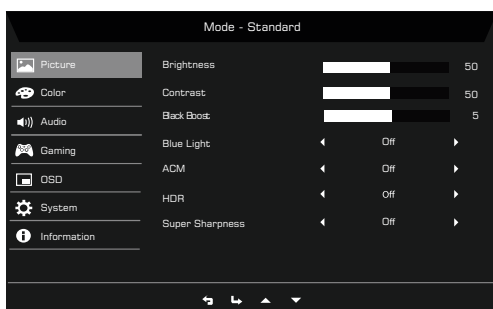 Mode - Standard
Picture
Color
Audio
Gaming
OSD
System
Information
Brightness 50
Contrast 50
Black Boost 5
Blue Light Off
ACM Off
HDR Off
Super Sharpness Off